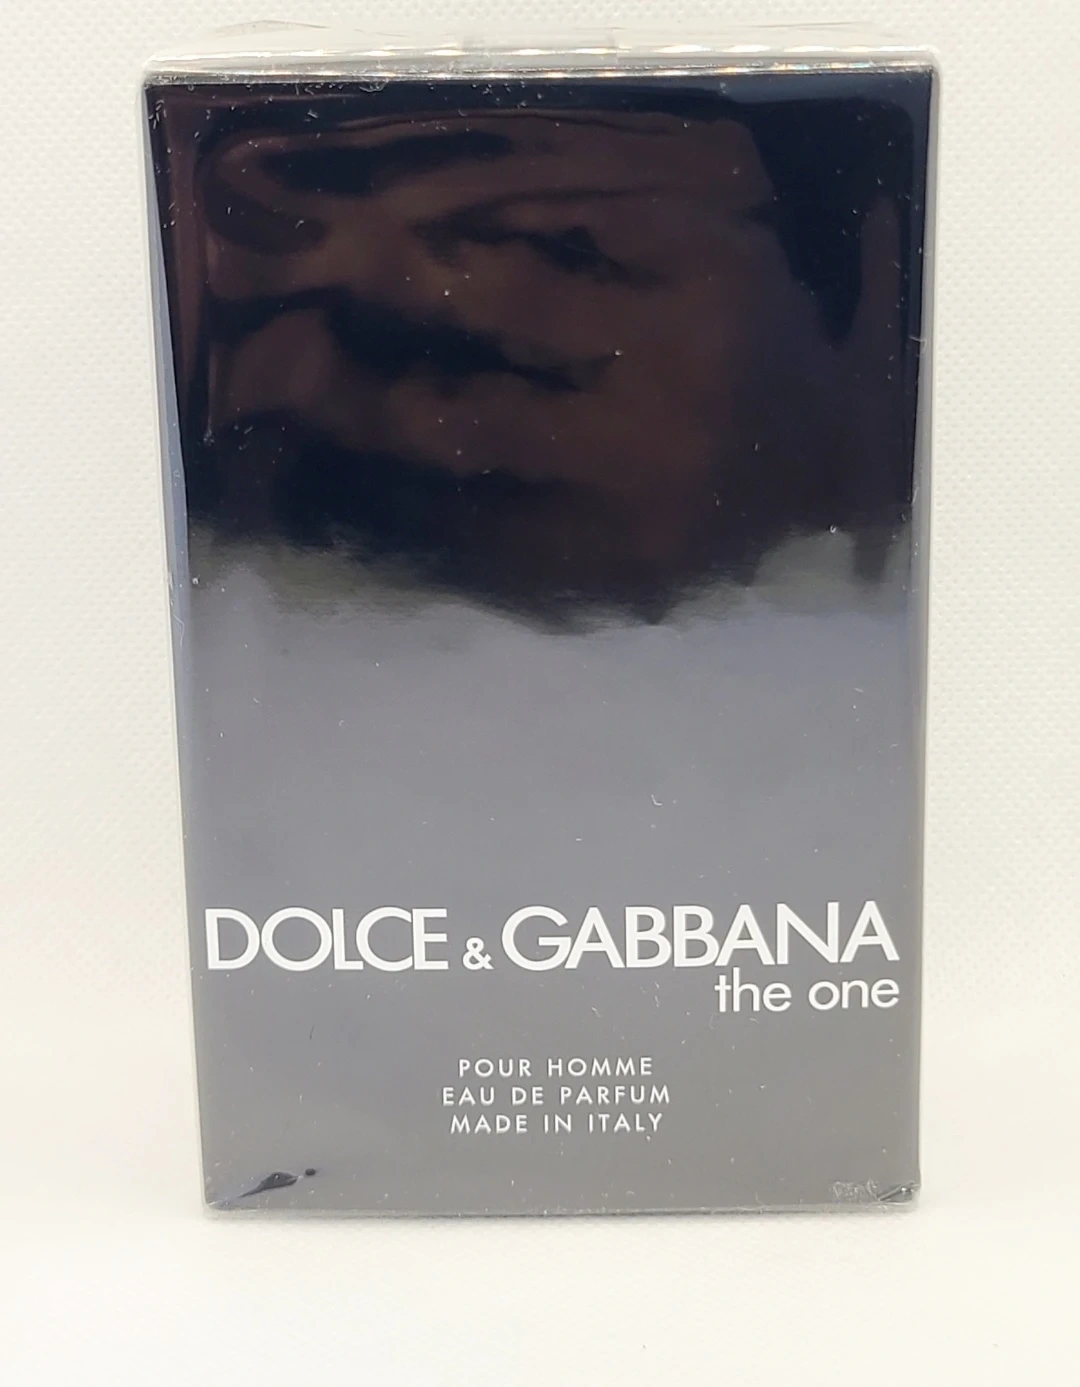 DOLCE & GABBANA
the one
POUR HOMME
EAU DE PARFUM
MADE IN ITALY